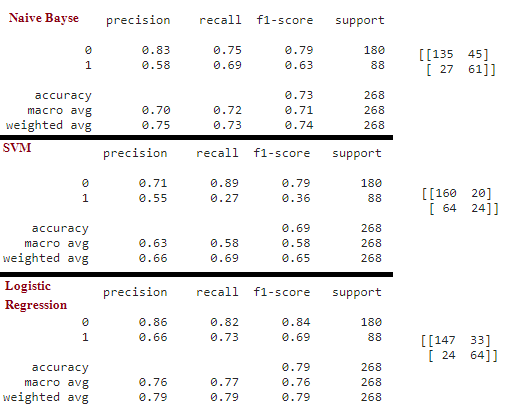 Naive Bayse precision recall f1-score support
0 0.83 0.75 0.79 180
1 0.58 0.69 0.63 88
accuracy 0.73 268
macro avg 0.70 0.72 0.71 268
weighted avg 0.75 0.73 0.74 268
[[135 45]
[ 27 61]]
SVM precision recall f1-score support
0 0.71 0.89 0.79 180
1 0.55 0.27 0.36 88
accuracy 0.69 268
macro avg 0.63 0.58 0.58 268
weighted avg 0.66 0.69 0.65 268
[[160 20]
[ 64 24]]
Logistic
Regression
precision recall f1-score support
0 0.86 0.82 0.84 180
1 0.66 0.73 0.69 88
accuracy 0.79 268
macro avg 0.76 0.77 0.76 268
weighted avg 0.79 0.79 0.79 268
[[147 33]
[ 24 64]]